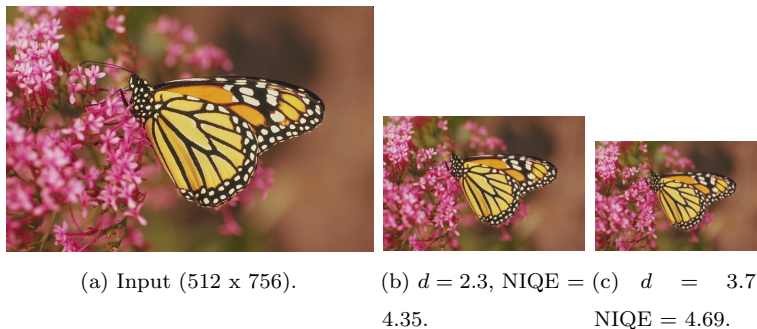 (a) Input (512 x 756).
(b) d = 2.3, NIQE =
4.35.
(c) d = 3.7
NIQE = 4.69.